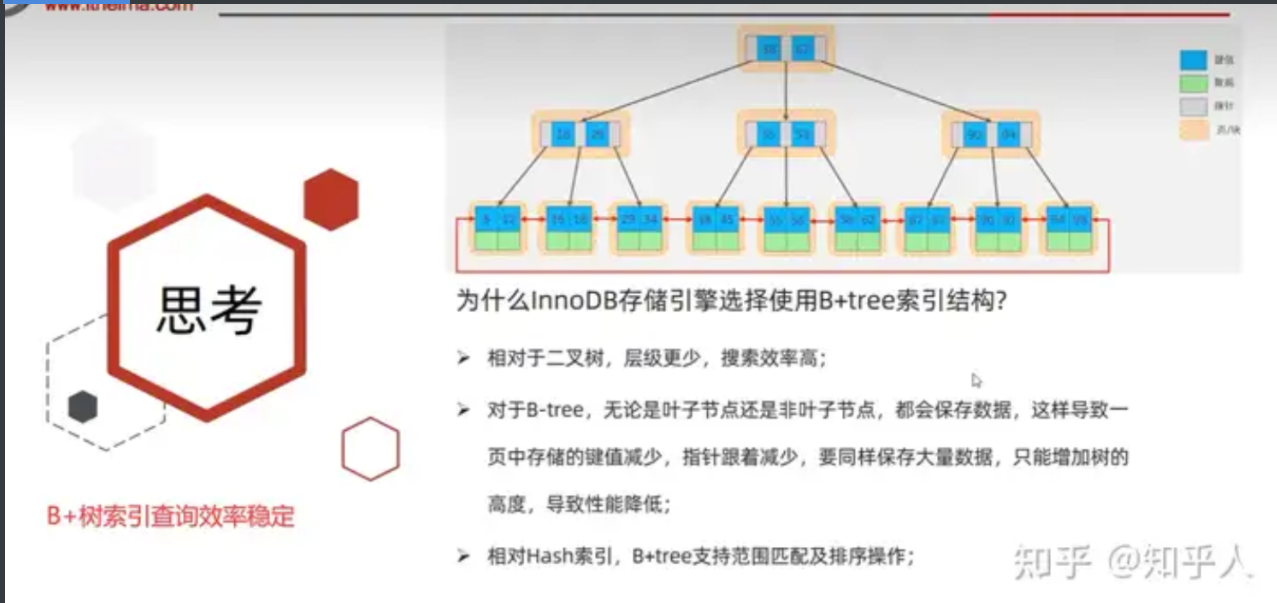 www.itheima.com
为什么InnoDB存储引擎选择使用B+tree索引结构?
相对于二叉树，层级更少，搜索效率高；
对于B-tree，无论是叶子节点还是非叶子节点，都会保存数据，这样导致一
页中存储的键值减少，指针跟着减少，要同样保存大量数据，只能增加树的
高度，导致性能降低；
相对Hash索引，B+tree支持范围匹配及排序操作；
思考
B+树索引查询效率稳定
知乎 @知乎人